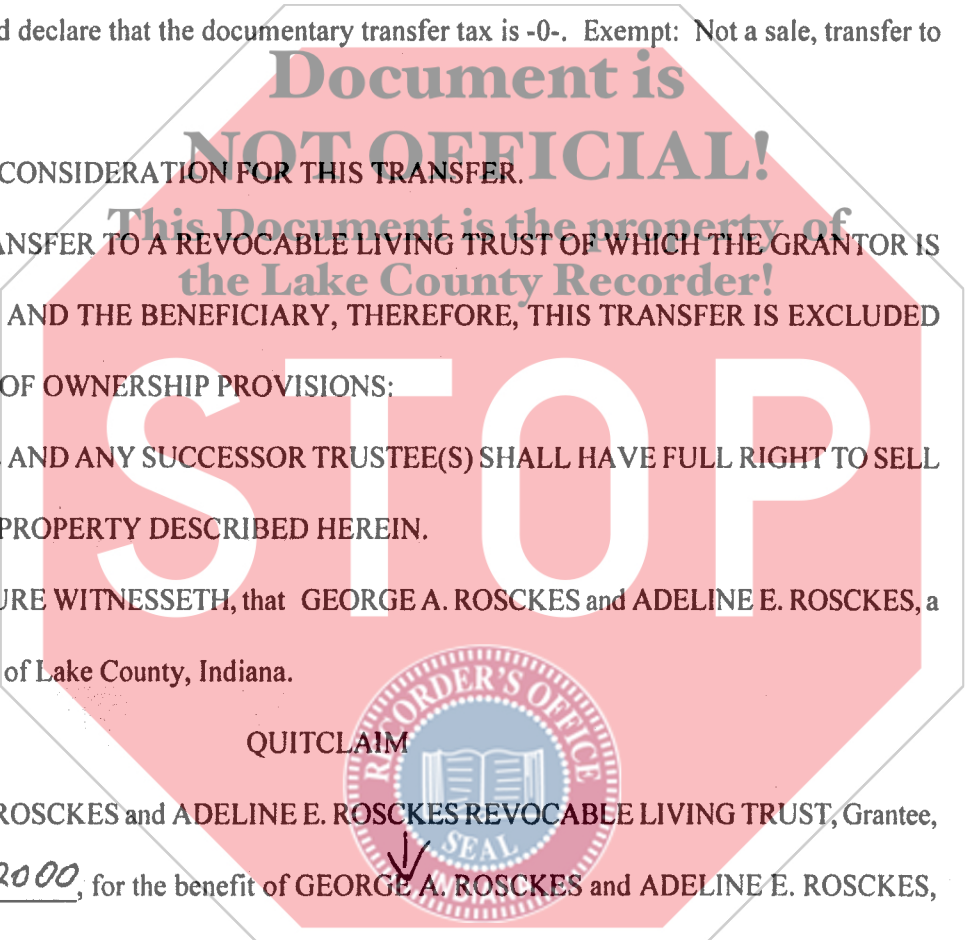 d declare that the documentary transfer tax is -0-. Exempt: Not a sale, transfer to
Document is
NOT OFFICIAL!
CONSIDERATION FOR THIS TRANSFER.
This Document is the property of
ANSFER TO A REVOCABLE LIVING TRUST OF WHICH THE GRANTOR IS
the Lake County Recorder!
AND THE BENEFICIARY, THEREFORE, THIS TRANSFER IS EXCLUDED
OF OWNERSHIP PROVISIONS:
STOP
AND ANY SUCCESSOR TRUSTEE(S) SHALL HAVE FULL RIGHT TO SELL
PROPERTY DESCRIBED HEREIN.
URE WITNESSETH, that GEORGE A. ROSCKES and ADELINE E. ROSCKES, a
of Lake County, Indiana.
RECORDER'S OFFICE
QUITCLAIM
ROSCKES and ADELINE E. ROSCKES REVOCABLE LIVING TRUST, Grantee,
SEAL
2000, for the benefit of GEORGE A. ROSCKES and ADELINE E. ROSCKES,
INDIANA